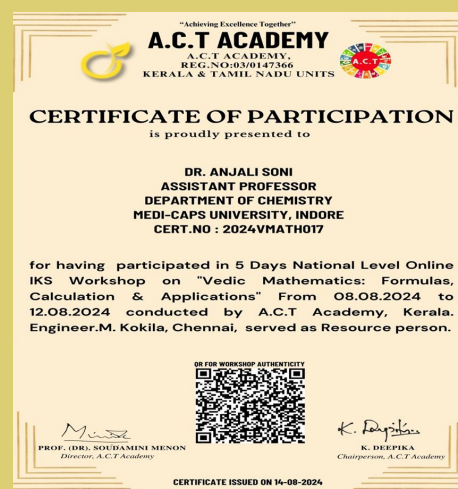 "Achieving Excellence Together"
A.C.T ACADEMY
A.C.T ACADEMY,
REG.NO:03/0147366
KERALA & TAMIL NADU UNITS
A.C.T
CERTIFICATE OF PARTICIPATION
is proudly presented to
DR. ANJALI SONI
ASSISTANT PROFESSOR
DEPARTMENT OF CHEMISTRY
MEDI-CAPS UNIVERSITY, INDORE
CERT.NO : 2024VMATH017
for having participated in 5 Days National Level Online
IKS Workshop on "Vedic Mathematics: Formulas,
Calculation & Applications" From 08.08.2024 to
12.08.2024 conducted by A.C.T Academy, Kerala.
Engineer.M. Kokila, Chennai, served as Resource person.
QR FOR WORKSHOP AUTHENTICITY
PROF. (DR). SOUDAMINI MENON
Director, A.C.T Academy
K. DEEPIKA
Chairperson, A.C.T Academy
CERTIFICATE ISSUED ON 14-08-2024